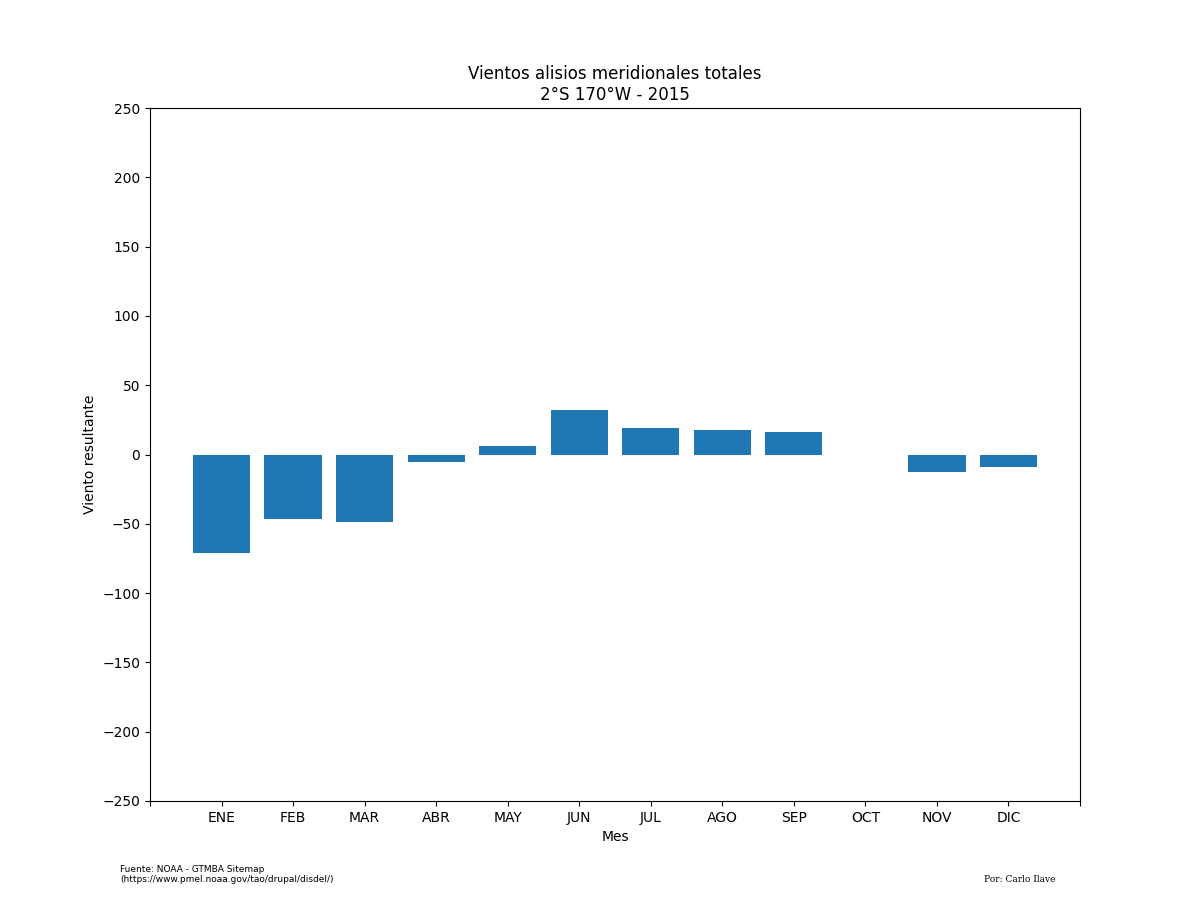 Vientos alisios meridionales totales
2°S 170°W - 2015
250
200
150
100
50
0
−50
−100
−150
−200
−250
Viento resultante
ENE FEB MAR ABR MAY JUN JUL AGO SEP OCT NOV DIC
Mes
Fuente: NOAA - GTMBA Sitemap
(https://www.pmel.noaa.gov/tao/drupal/disdel/)
Por: Carlo Ilave